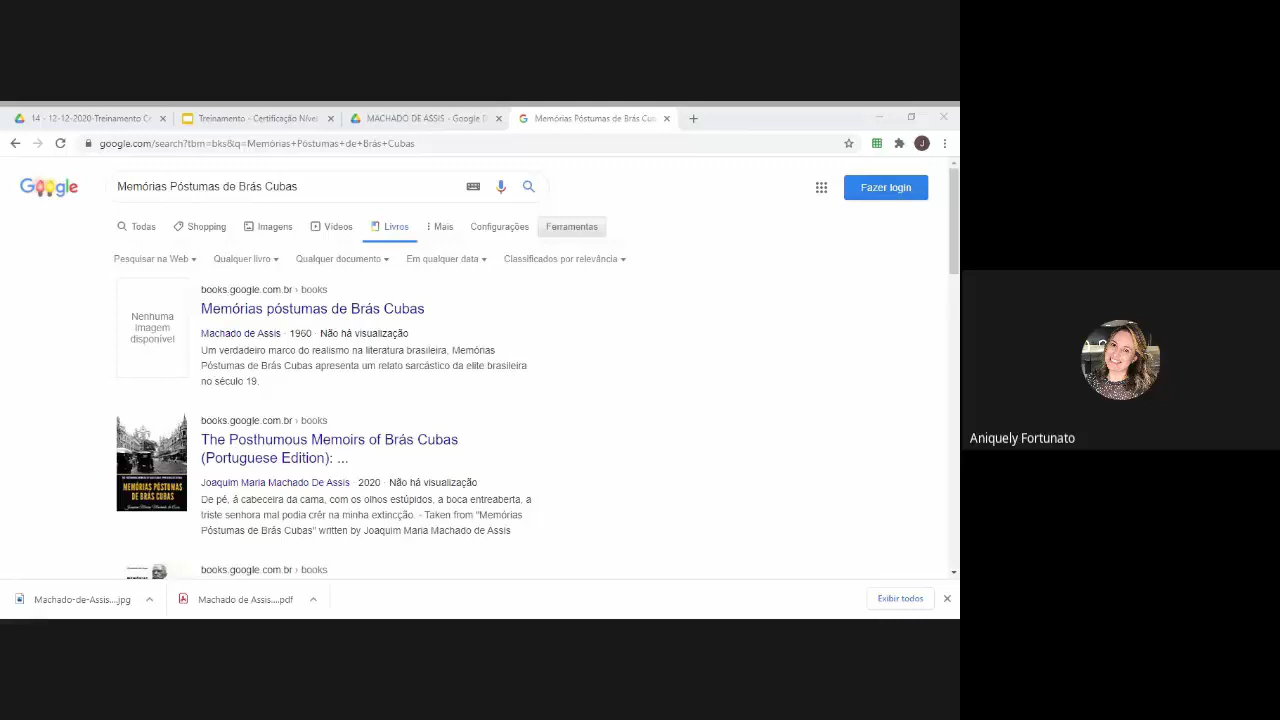 14 - 12-12-2020-Treinamento C
Treinamento - Certificação Nível
MACHADO DE ASSIS - Google D
Memórias Póstumas de Brás Cub
google.com/search?tbm=bks&q=Memórias+Póstumas+de+Brás+Cubas
J
Google
Memórias Póstumas de Brás Cubas
Fazer login
Todas
Shopping
Imagens
Vídeos
Livros
Mais
Configurações
Ferramentas
Pesquisar na Web
Qualquer livro
Qualquer documento
Em qualquer data
Classificados por relevância
Nenhuma
imagem
disponível
books.google.com.br › books
Memórias póstumas de Brás Cubas
Machado de Assis · 1960 · Não há visualização
Um verdadeiro marco do realismo na literatura brasileira, Memórias
Póstumas de Brás Cubas apresenta um relato sarcástico da elite brasileira
no século 19.
MEMÓRIAS PÓSTUMAS
DE BRÁS CUBAS
books.google.com.br › books
The Posthumous Memoirs of Brás Cubas
(Portuguese Edition): ...
Joaquim Maria Machado De Assis · 2020 · Não há visualização
De pé, á cabeceira da cama, com os olhos estúpidos, a boca entreaberta, a
triste senhora mal podia crêr na minha extincção. - Taken from "Memórias
Póstumas de Brás Cubas" written by Joaquim Maria Machado de Assis
books.google.com.br › books
Machado-de-Assis....jpg
Machado de Assis....pdf
Exibir todos
Aniquely Fortunato